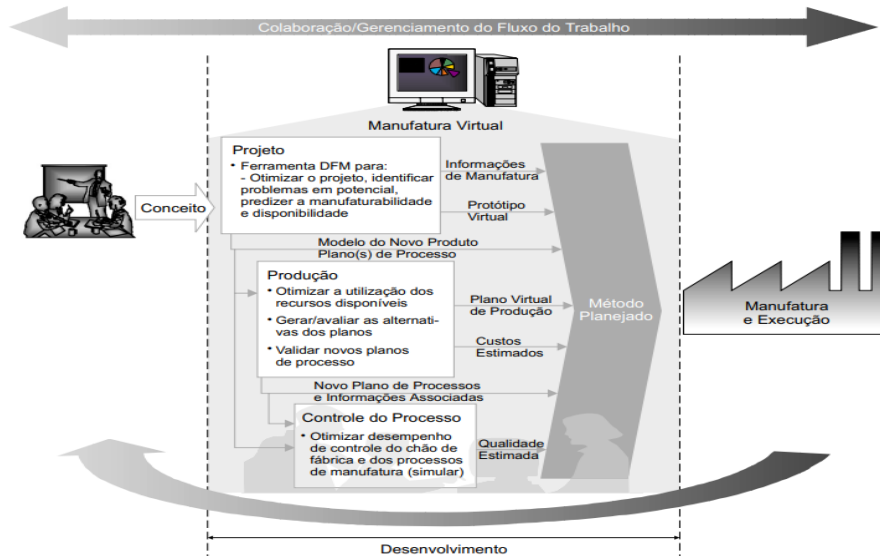 Colaboração/Gerenciamento do Fluxo do Trabalho
Manufatura Virtual
Conceito
Projeto
• Ferramenta DFM para:
- Otimizar o projeto, identificar
problemas em potencial,
predizer a manufaturabilidade
e disponibilidade
Informações
de Manufatura
Protótipo
Virtual
Modelo do Novo Produto
Plano(s) de Processo
Produção
• Otimizar a utilização dos
recursos disponíveis
• Gerar/avaliar as alternati-
vas dos planos
• Validar novos planos
de processo
Plano Virtual
de Produção
Custos
Estimados
Método
Planejado
Manufatura
e Execução
Novo Plano de Processos
e Informações Associadas
Controle do Processo
• Otimizar desempenho
de controle do chão de
fábrica e dos processos
de manufatura (simular)
Qualidade
Estimada
Desenvolvimento